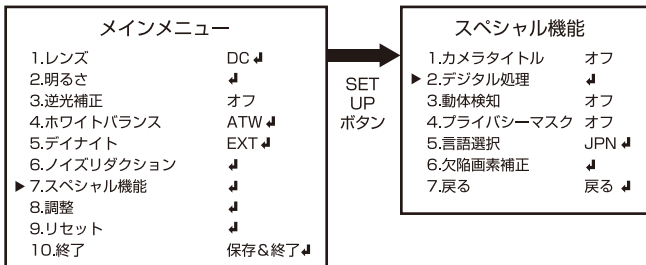 メインメニュー
1.レンズ DC↲
2.明るさ ↲
3.逆光補正 オフ
4.ホワイトバランス ATW↲
5.デイナイト EXT↲
6.ノイズリダクション ↲
▶7.スペシャル機能 ↲
8.調整 ↲
9.リセット ↲
10.終了 保存&終了↲
SET
UP
ボタン
スペシャル機能
1.カメラタイトル オフ
▶2.デジタル処理 ↲
3.動体検知 オフ
4.プライバシーマスク オフ
5.言語選択 JPN↲
6.欠陥画素補正 ↲
7.戻る 戻る↲